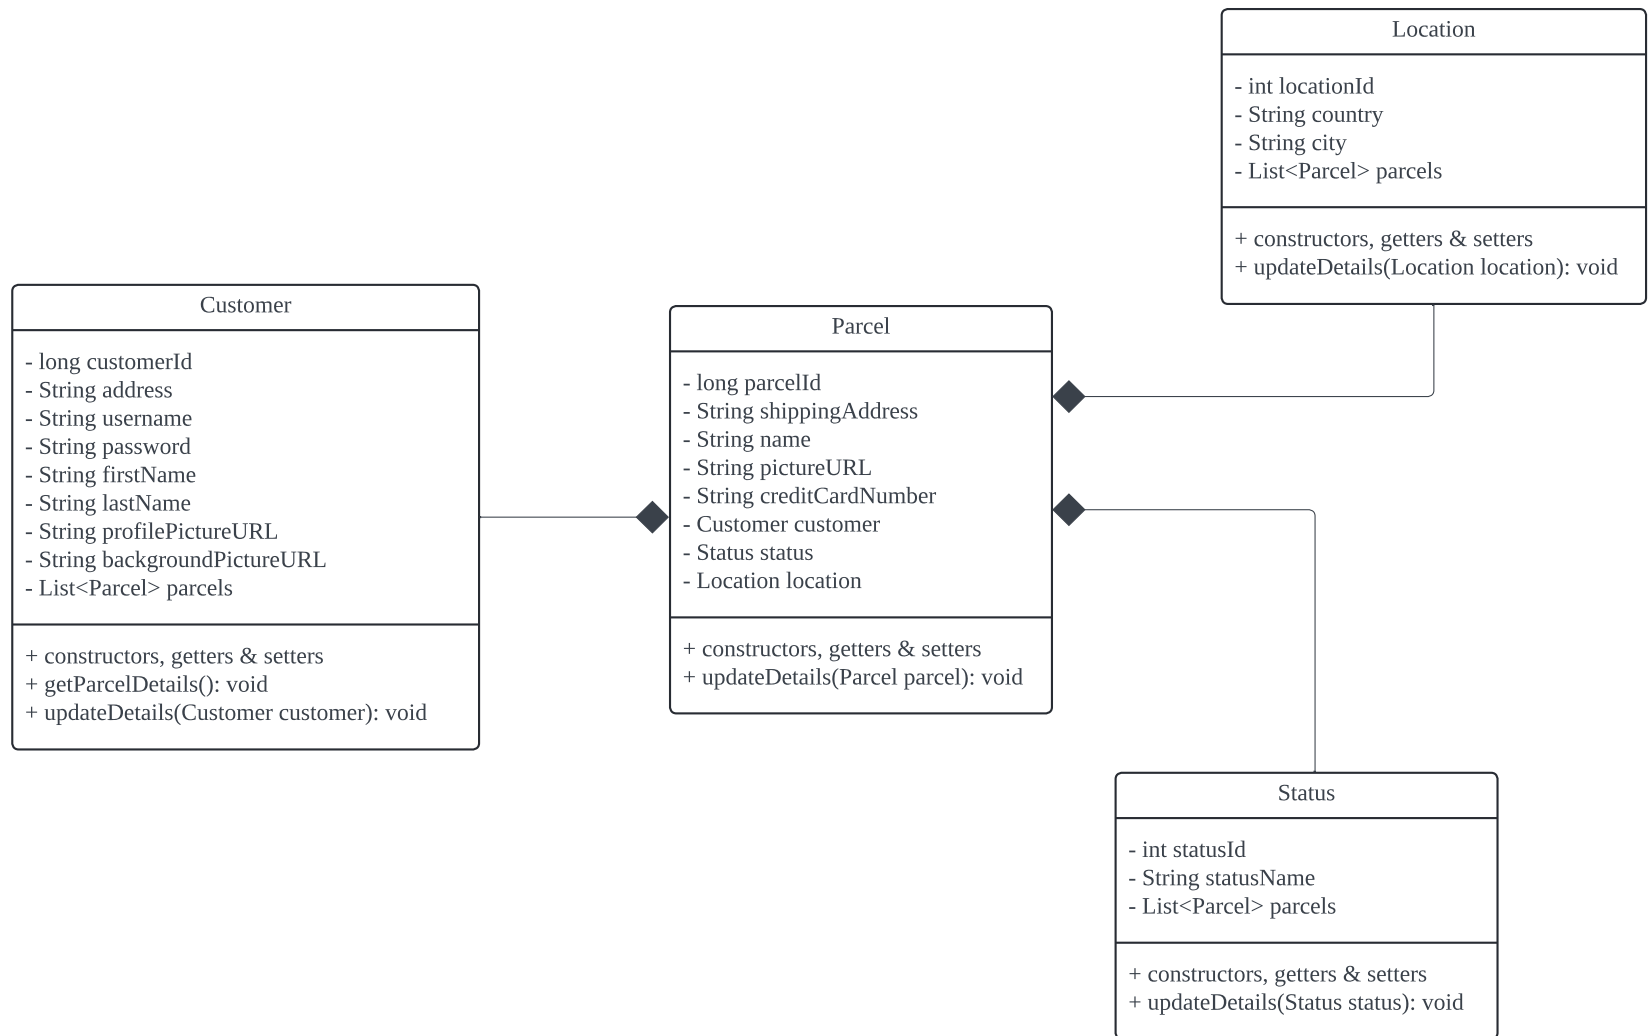 Location
- int locationId
- String country
- String city
- List<Parcel> parcels
+ constructors, getters & setters
+ updateDetails(Location location): void
Customer
- long customerId
- String address
- String username
- String password
- String firstName
- String lastName
- String profilePictureURL
- String backgroundPictureURL
- List<Parcel> parcels
+ constructors, getters & setters
+ getParcelDetails(): void
+ updateDetails(Customer customer): void
Parcel
- long parcelId
- String shippingAddress
- String name
- String pictureURL
- String creditCardNumber
- Customer customer
- Status status
- Location location
+ constructors, getters & setters
+ updateDetails(Parcel parcel): void
Status
- int statusId
- String statusName
- List<Parcel> parcels
+ constructors, getters & setters
+ updateDetails(Status status): void